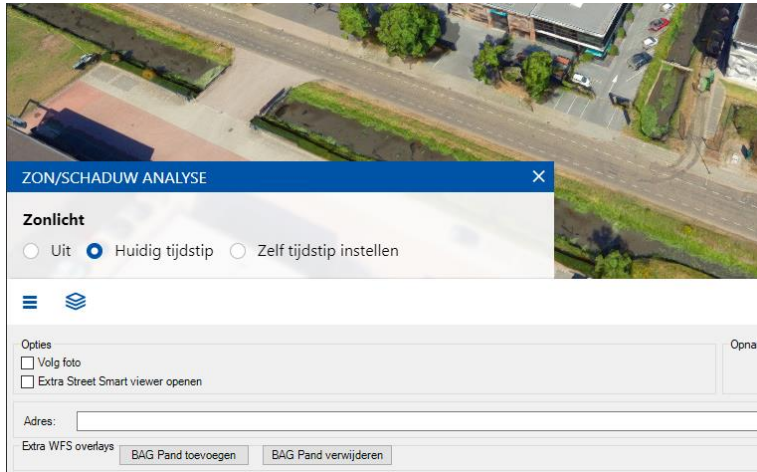 ZON/SCHADUW ANALYSE
Zonlicht
Uit Huidig tijdstip Zelf tijdstip instellen
Opties
Opna
Volg foto
Extra Street Smart viewer openen
Adres:
Extra WFS overlays BAG Pand toevoegen BAG Pand verwijderen